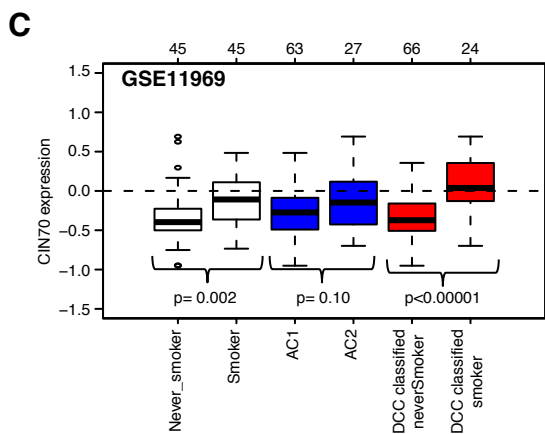 C
45 45 63 27 66 24
GSE11969
CIN70 expression
1.5
1.0
0.5
0.0
−0.5
−1.0
−1.5
p= 0.002 p= 0.10 p<0.00001
Never_smoker
Smoker
AC1
AC2
DCC classified
neverSmoker
DCC classified
smoker